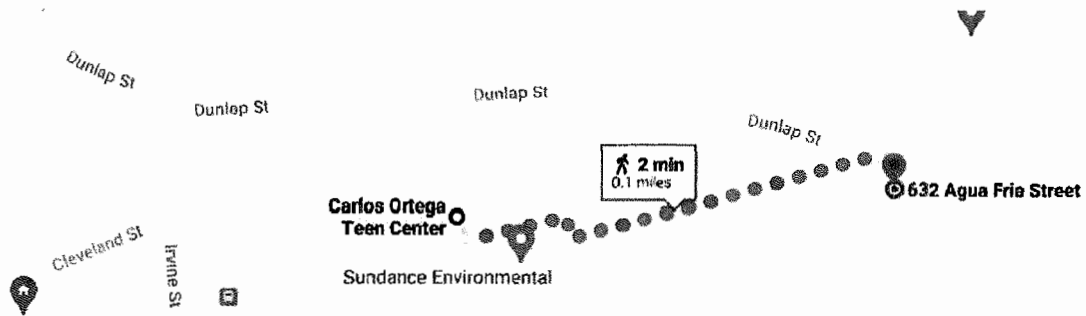 Dunlap St
Dunlap St
Dunlap St
Dunlap St
2 min
0.1 miles
632 Agua Fria Street
Carlos Ortega
Teen Center
Cleveland St
Irvine St
Sundance Environmental